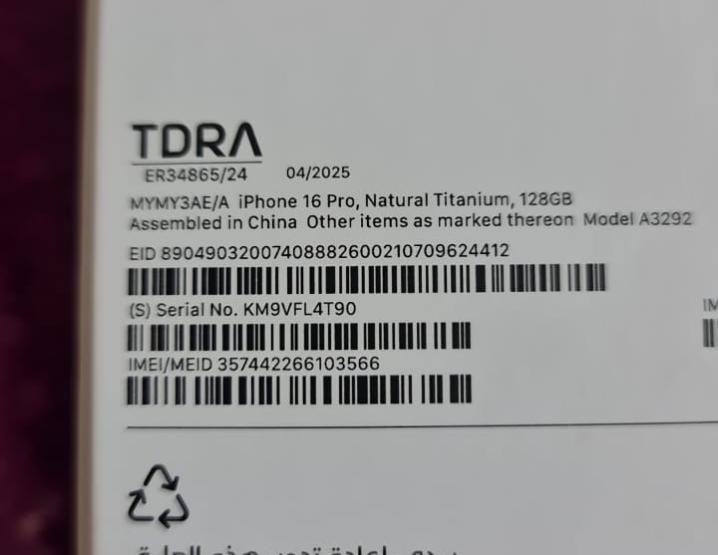 TDRA
ER34865/24 04/2025
MYMY3AE/A iPhone 16 Pro, Natural Titanium, 128GB
Assembled in China Other items as marked thereon Model A3292
EID 89049032007408882600210709624412
(S) Serial No. KM9VFL4T90
IMEI/MEID 357442266103566